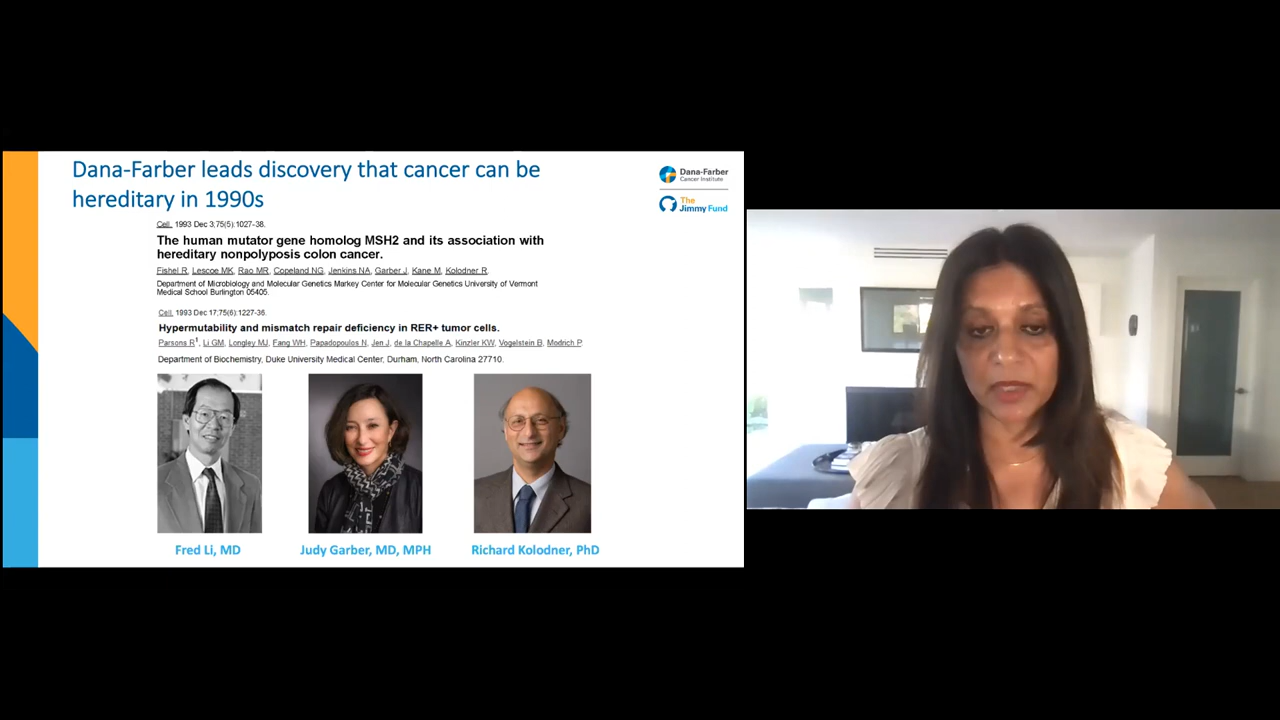 Dana-Farber leads discovery that cancer can be
hereditary in 1990s
Dana-Farber
Cancer Institute
The
Jimmy Fund
Cell. 1993 Dec 3;75(5):1027-38.
The human mutator gene homolog MSH2 and its association with
hereditary nonpolyposis colon cancer.
Fishel R, Lescoe MK, Rao MR, Copeland NG, Jenkins NA, Garber J, Kane M, Kolodner R.
Department of Microbiology and Molecular Genetics Markey Center for Molecular Genetics University of Vermont
Medical School Burlington 05405.
Cell. 1993 Dec 17;75(6):1227-36.
Hypermutability and mismatch repair deficiency in RER+ tumor cells.
Parsons R1, Li GM, Longley MJ, Fang WH, Papadopoulos N, Jen J, de la Chapelle A, Kinzler KW, Vogelstein B, Modrich P.
Department of Biochemistry, Duke University Medical Center, Durham, North Carolina 27710.
Fred Li, MD
Judy Garber, MD, MPH
Richard Kolodner, PhD